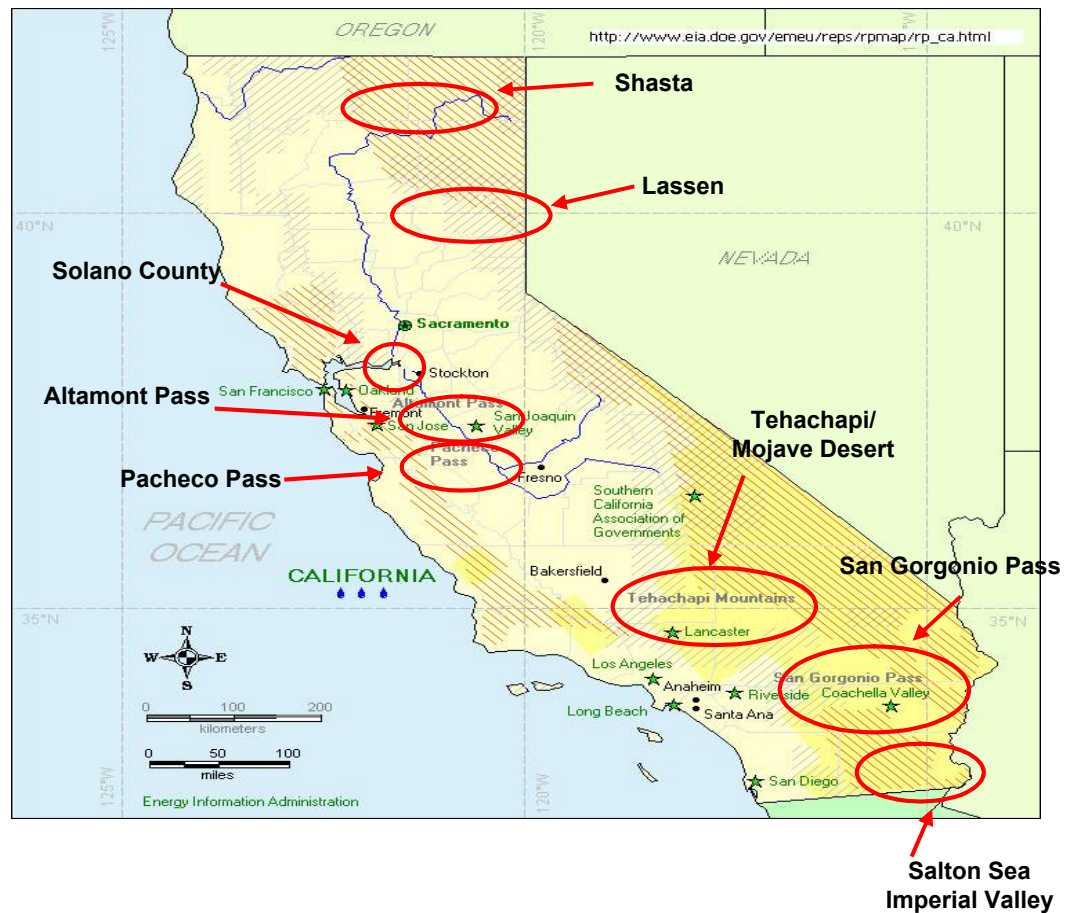 OREGON
http://www.eia.doe.gov/emeu/reps/rpmap/rp_ca.html
125°W
120°W
Shasta
Lassen
40°N
40°N
NEVADA
Solano County
Sacramento
Stockton
San Francisco
Oakland
Altamont Pass
Altamont Pass
Fremont
San Jose
San Joaquin
Valley
Tehachapi/
Mojave Desert
Pacheco
Pass
Pacheco Pass
Fresno
Southern
California
Association of
Governments
PACIFIC
OCEAN
CALIFORNIA
Bakersfield
San Gorgonio Pass
Tehachapi Mountains
35°N
35°N
Lancaster
N
W
E
S
Los Angeles
Anaheim
San Gorgonio Pass
Riverside
Coachella Valley
Long Beach
Santa Ana
0 100 200
kilometers
0 50 100
miles
San Diego
125°W
120°W
Energy Information Administration
Salton Sea
Imperial Valley